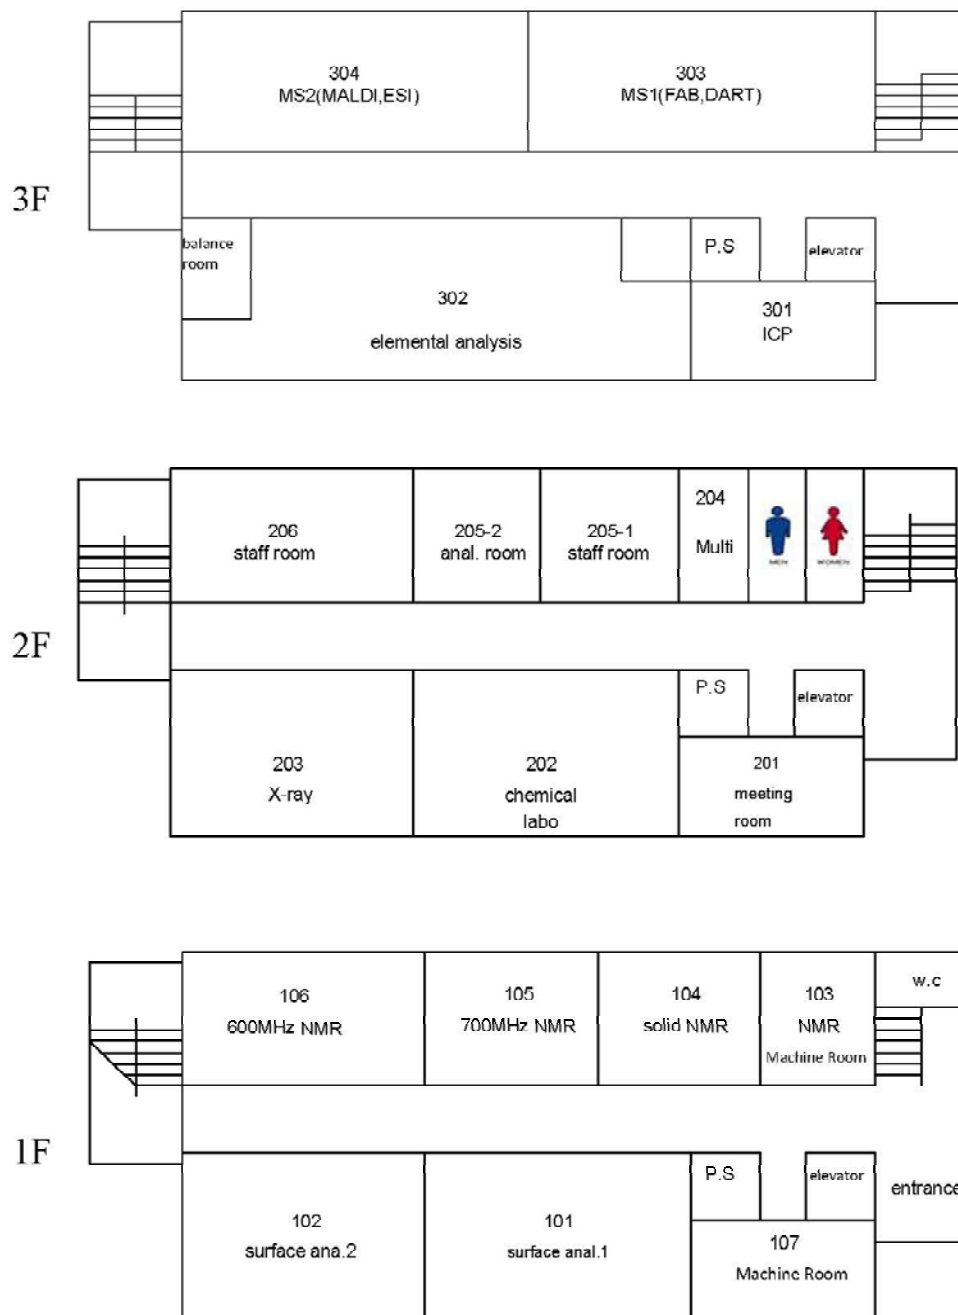 304
MS2(MALDI,ESI)
303
MS1(FAB,DART)
3F
balance
room
P.S
elevator
302
elemental analysis
301
ICP
206
staff room
205-2
anal. room
205-1
staff room
204
Multi
MEN
WOMEN
2F
P.S
elevator
203
X-ray
202
chemical
labo
201
meeting
room
106
600MHz NMR
105
700MHz NMR
104
solid NMR
103
NMR
Machine Room
w.c
1F
P.S
elevator
entrance
102
surface ana.2
101
surface anal.1
107
Machine Room